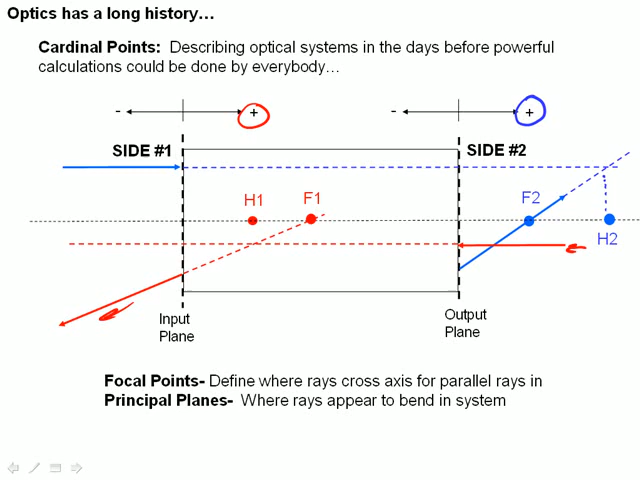 Optics has a long history…
Cardinal Points:  Describing optical systems in the days before powerful
calculations could be done by everybody…
- + - +
SIDE #1 SIDE #2
H1 F1 F2
H2
Input
Plane
Output
Plane
Focal Points- Define where rays cross axis for parallel rays in
Principal Planes-  Where rays appear to bend in system